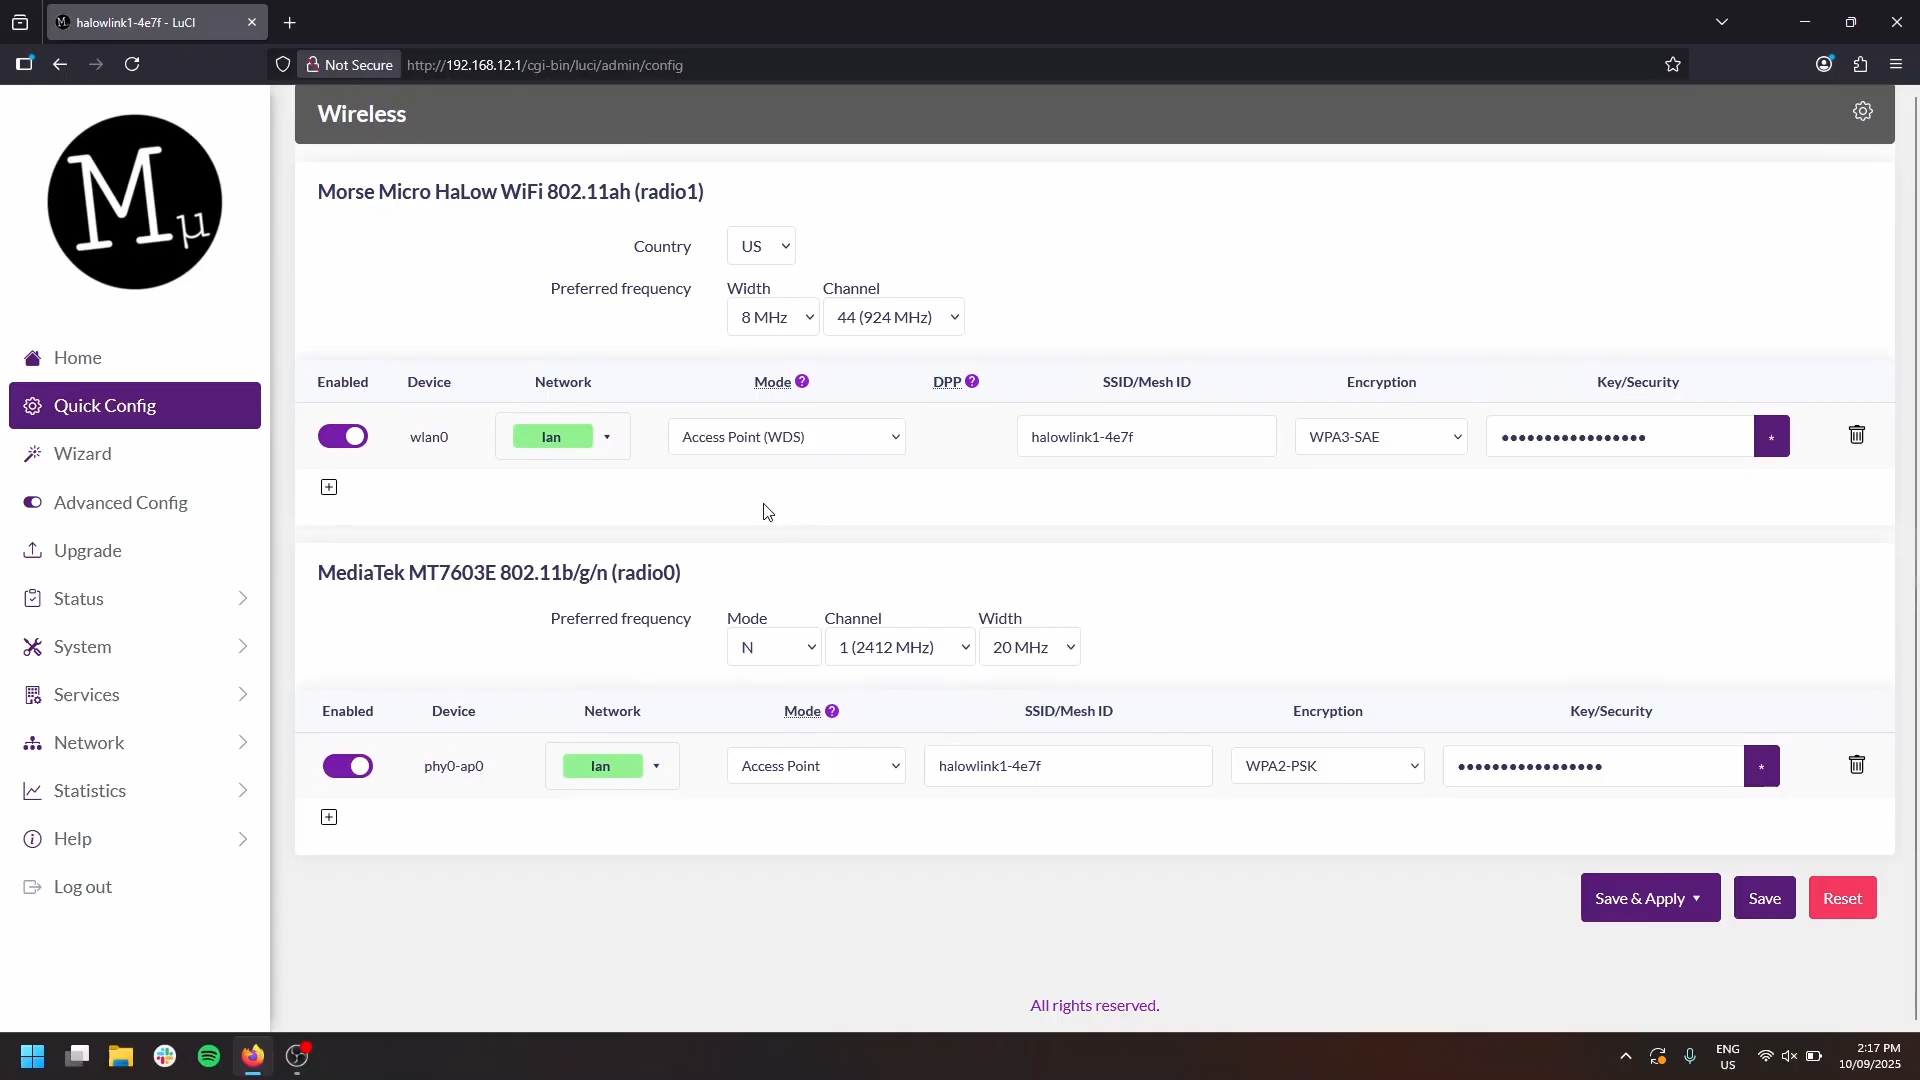 halowlink1-4e7f - LuCI
Not Secure
http://192.168.12.1/cgi-bin/luci/admin/config
Mμ
Home
Quick Config
Wizard
Advanced Config
Upgrade
Status
System
Services
Network
Statistics
Help
Log out
Wireless
Morse Micro HaLow WiFi 802.11ah (radio1)
Country US
Preferred frequency
Width Channel
8 MHz 44 (924 MHz)
Enabled Device Network Mode ? DPP ? SSID/Mesh ID Encryption Key/Security
wlan0 lan Access Point (WDS) halowlink1-4e7f WPA3-SAE ••••••••••••••••• *
MediaTek MT7603E 802.11b/g/n (radio0)
Preferred frequency
Mode Channel Width
N 1 (2412 MHz) 20 MHz
Enabled Device Network Mode ? SSID/Mesh ID Encryption Key/Security
phy0-ap0 lan Access Point halowlink1-4e7f WPA2-PSK ••••••••••••••••• *
Save & Apply Save Reset
All rights reserved.
ENG
US
2:17 PM
10/09/2025